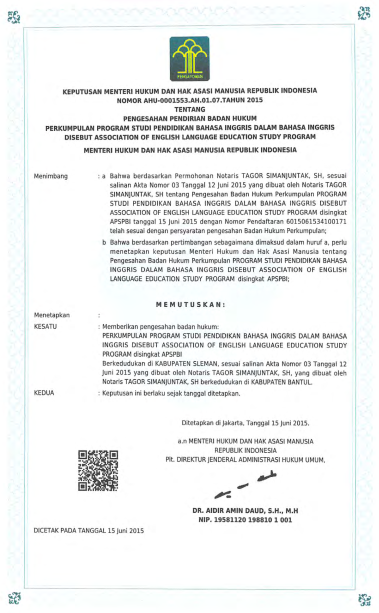 PENGAYOMAN
KEPUTUSAN MENTERI HUKUM DAN HAK ASASI MANUSIA REPUBLIK INDONESIA
NOMOR AHU-0001553.AH.01.07.TAHUN 2015
TENTANG
PENGESAHAN PENDIRIAN BADAN HUKUM
PERKUMPULAN PROGRAM STUDI PENDIDIKAN BAHASA INGGRIS DALAM BAHASA INGGRIS
DISEBUT ASSOCIATION OF ENGLISH LANGUAGE EDUCATION STUDY PROGRAM
MENTERI HUKUM DAN HAK ASASI MANUSIA REPUBLIK INDONESIA
Menimbang : a Bahwa berdasarkan Permohonan Notaris TAGOR SIMANJUNTAK, SH, sesuai
salinan Akta Nomor 03 Tanggal 12 Juni 2015 yang dibuat oleh Notaris TAGOR
SIMANJUNTAK, SH tentang Pengesahan Badan Hukum Perkumpulan PROGRAM
STUDI PENDIDIKAN BAHASA INGGRIS DALAM BAHASA INGGRIS DISEBUT
ASSOCIATION OF ENGLISH LANGUAGE EDUCATION STUDY PROGRAM disingkat
APSPBI tanggal 15 Juni 2015 dengan Nomor Pendaftaran 6015061534100171
telah sesuai dengan persyaratan pengesahan Badan Hukum Perkumpulan;
b Bahwa berdasarkan pertimbangan sebagaimana dimaksud dalam huruf a, perlu
menetapkan keputusan Menteri Hukum dan Hak Asasi Manusia tentang
Pengesahan Badan Hukum Perkumpulan PROGRAM STUDI PENDIDIKAN BAHASA
INGGRIS DALAM BAHASA INGGRIS DISEBUT ASSOCIATION OF ENGLISH
LANGUAGE EDUCATION STUDY PROGRAM disingkat APSPBI;
M E M U T U S K A N :
Menetapkan :
KESATU : Memberikan pengesahan badan hukum:
PERKUMPULAN PROGRAM STUDI PENDIDIKAN BAHASA INGGRIS DALAM BAHASA
INGGRIS DISEBUT ASSOCIATION OF ENGLISH LANGUAGE EDUCATION STUDY
PROGRAM disingkat APSPBI
Berkedudukan di KABUPATEN SLEMAN, sesuai salinan Akta Nomor 03 Tanggal 12
Juni 2015 yang dibuat oleh Notaris TAGOR SIMANJUNTAK, SH, yang dibuat oleh
Notaris TAGOR SIMANJUNTAK, SH berkedudukan di KABUPATEN BANTUL.
KEDUA : Keputusan ini berlaku sejak tanggal ditetapkan.
Ditetapkan di Jakarta, Tanggal 15 Juni 2015.
a.n MENTERI HUKUM DAN HAK ASASI MANUSIA
REPUBLIK INDONESIA
Plt. DIREKTUR JENDERAL ADMINISTRASI HUKUM UMUM,
DR. AIDIR AMIN DAUD, S.H., M.H
NIP. 19581120 198810 1 001
DICETAK PADA TANGGAL 15 Juni 2015